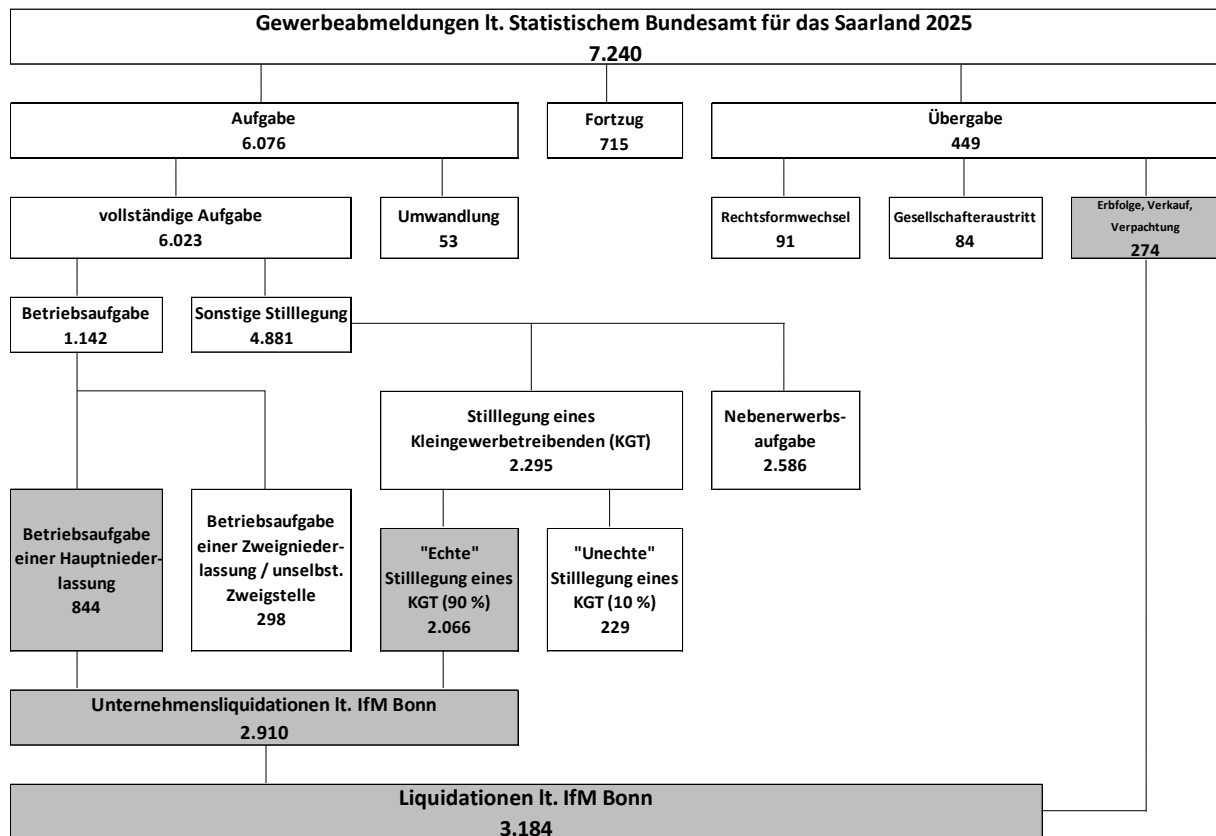 Gewerbeabmeldungen lt. Statistischem Bundesamt für das Saarland 2025
7.240
Aufgabe
6.076
Fortzug
715
Übergabe
449
vollständige Aufgabe
6.023
Umwandlung
53
Rechtsformwechsel
91
Gesellschafteraustritt
84
Erbfolge, Verkauf,
Verpachtung
274
Betriebsaufgabe
1.142
Sonstige Stilllegung
4.881
Stilllegung eines
Kleingewerbetreibenden (KGT)
2.295
Nebenerwerbs-
aufgabe
2.586
Betriebsaufgabe
einer Hauptnieder-
lassung
844
Betriebsaufgabe
einer Zweignieder-
lassung / unselbst.
Zweigstelle
298
"Echte"
Stilllegung eines
KGT (90 %)
2.066
"Unechte"
Stilllegung eines
KGT (10 %)
229
Unternehmensliquidationen lt. IfM Bonn
2.910
Liquidationen lt. IfM Bonn
3.184